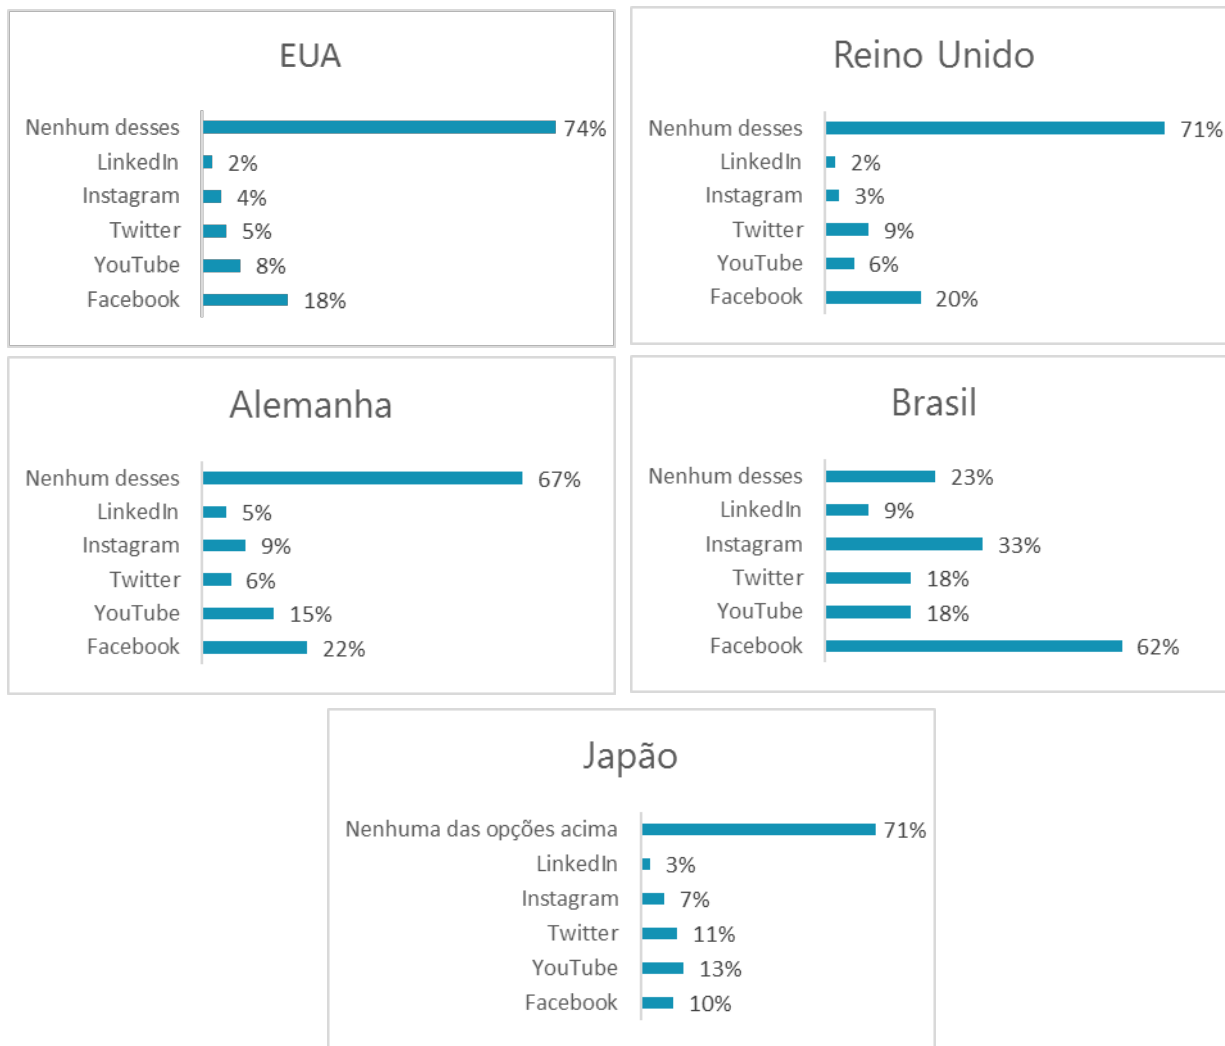 EUA
Nenhum desses 74%
LinkedIn 2%
Instagram 4%
Twitter 5%
YouTube 8%
Facebook 18%
Reino Unido
Nenhum desses 71%
LinkedIn 2%
Instagram 3%
Twitter 9%
YouTube 6%
Facebook 20%
Alemanha
Nenhum desses 67%
LinkedIn 5%
Instagram 9%
Twitter 6%
YouTube 15%
Facebook 22%
Brasil
Nenhum desses 23%
LinkedIn 9%
Instagram 33%
Twitter 18%
YouTube 18%
Facebook 62%
Japão
Nenhuma das opções acima 71%
LinkedIn 3%
Instagram 7%
Twitter 11%
YouTube 13%
Facebook 10%